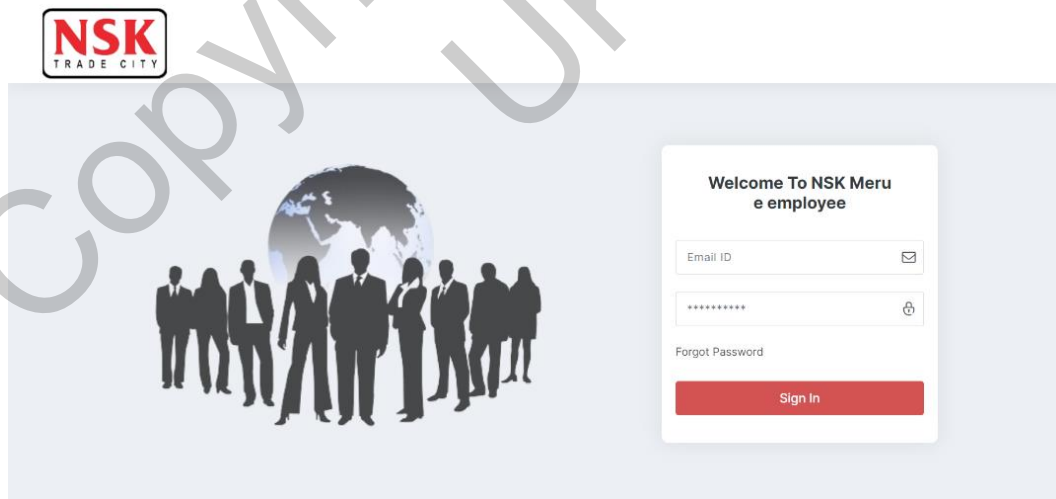 NSK
TRADE CITY
Welcome To NSK Meru
e employee
Email ID
**********
Forgot Password
Sign In